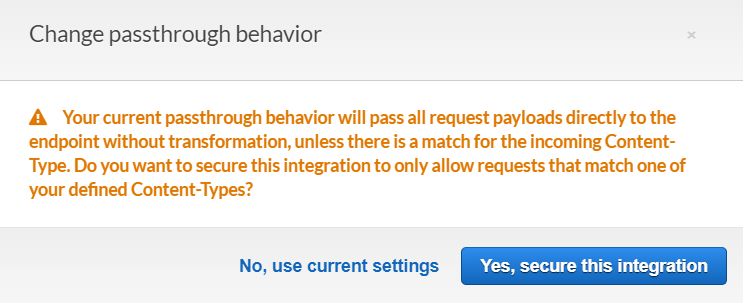 Change passthrough behavior
×
Your current passthrough behavior will pass all request payloads directly to the
endpoint without transformation, unless there is a match for the incoming Content-
Type. Do you want to secure this integration to only allow requests that match one of
your defined Content-Types?
No, use current settings
Yes, secure this integration